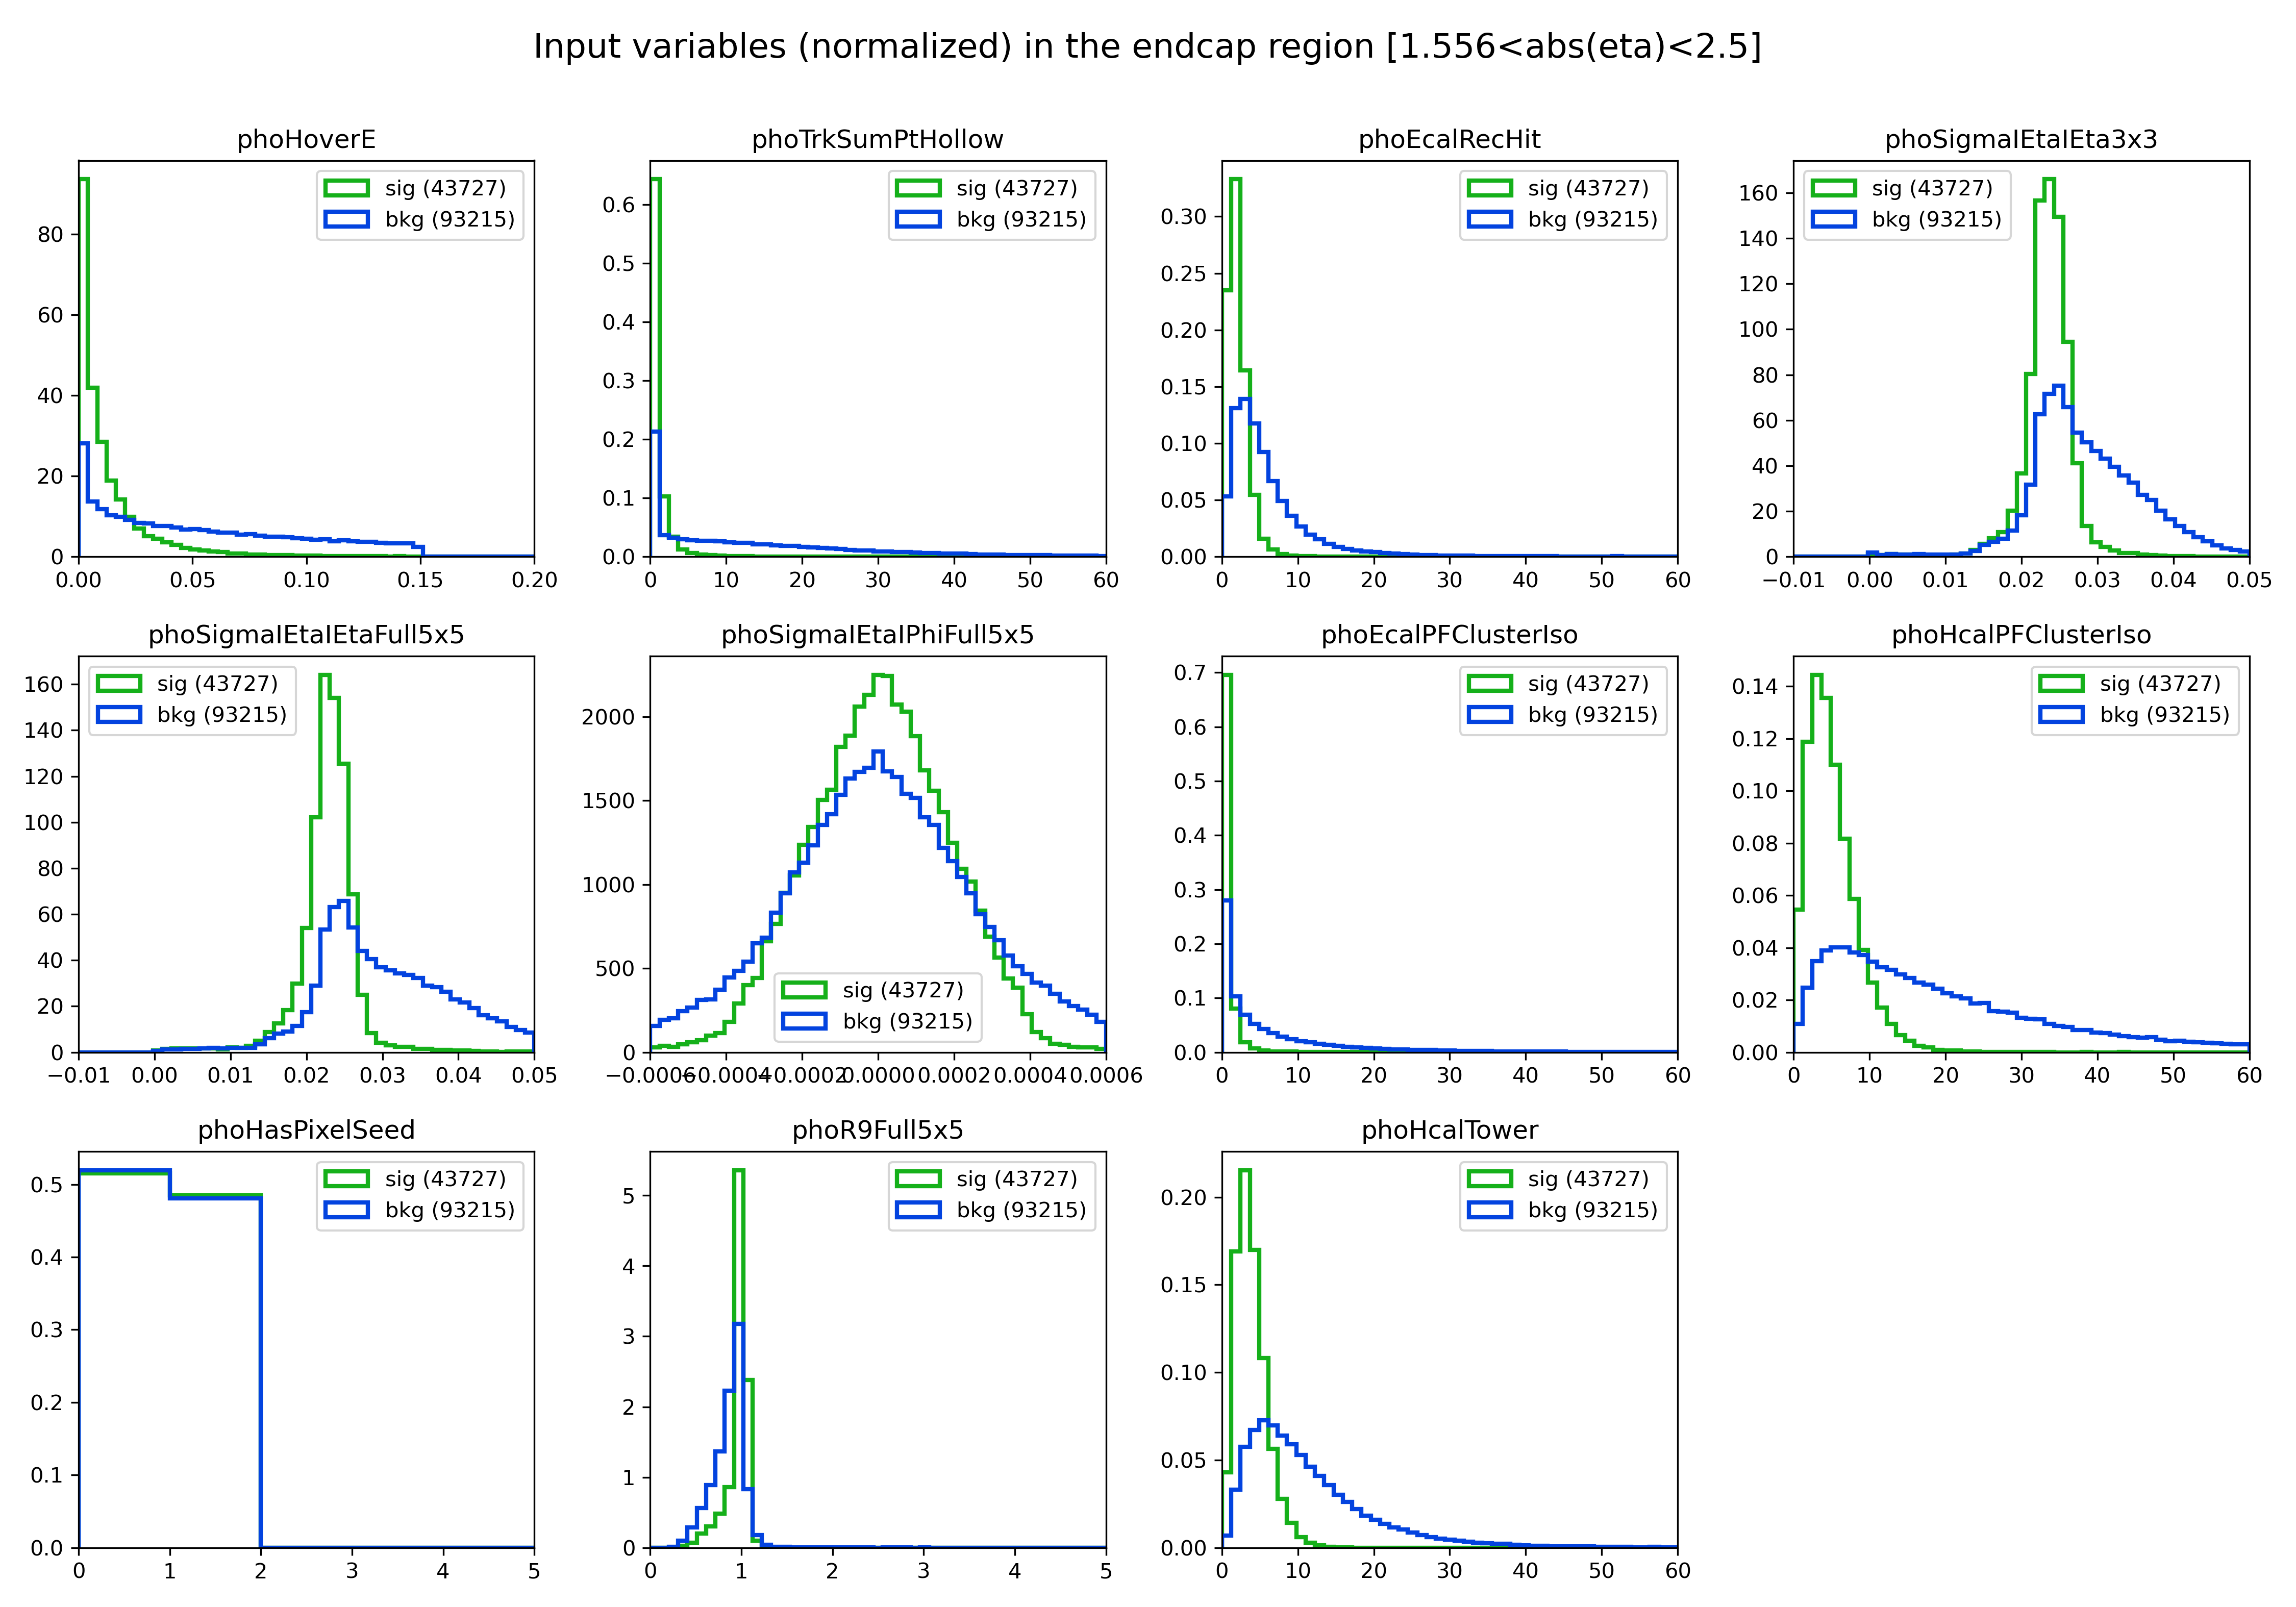 Input variables (normalized) in the endcap region [1.556<abs(eta)<2.5]
phoHoverE
sig (43727)
bkg (93215)
80
60
40
20
0
0.00 0.05 0.10 0.15 0.20
phoTrkSumPtHollow
sig (43727)
bkg (93215)
0.6
0.5
0.4
0.3
0.2
0.1
0.0
0 10 20 30 40 50 60
phoEcalRecHit
sig (43727)
bkg (93215)
0.30
0.25
0.20
0.15
0.10
0.05
0.00
0 10 20 30 40 50 60
phoSigmaIEtaIEta3x3
sig (43727)
bkg (93215)
160
140
120
100
80
60
40
20
0
−0.01 0.00 0.01 0.02 0.03 0.04 0.05
phoSigmaIEtaIEtaFull5x5
sig (43727)
bkg (93215)
160
140
120
100
80
60
40
20
0
−0.01 0.00 0.01 0.02 0.03 0.04 0.05
phoSigmaIEtaIPhiFull5x5
2000
1500
1000
500
0
sig (43727)
bkg (93215)
−0.0006 −0.0004 −0.0002 0.0000 0.0002 0.0004 0.0006
phoEcalPFClusterIso
sig (43727)
bkg (93215)
0.7
0.6
0.5
0.4
0.3
0.2
0.1
0.0
0 10 20 30 40 50 60
phoHcalPFClusterIso
sig (43727)
bkg (93215)
0.14
0.12
0.10
0.08
0.06
0.04
0.02
0.00
0 10 20 30 40 50 60
phoHasPixelSeed
sig (43727)
bkg (93215)
0.5
0.4
0.3
0.2
0.1
0.0
0 1 2 3 4 5
phoR9Full5x5
sig (43727)
bkg (93215)
5
4
3
2
1
0
0 1 2 3 4 5
phoHcalTower
sig (43727)
bkg (93215)
0.20
0.15
0.10
0.05
0.00
0 10 20 30 40 50 60